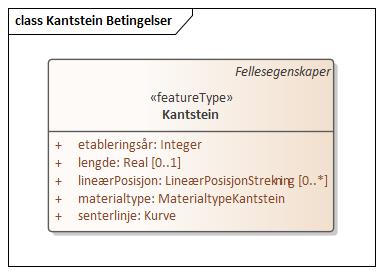 class Kantstein Betingelser
Fellesegenskaper
«featureType»
Kantstein
+ etableringsår: Integer
+ lengde: Real [0..1]
+ lineærPosisjon: LineærPosisjonStrekning [0..*]
+ materialtype: MaterialtypeKantstein
+ senterlinje: Kurve